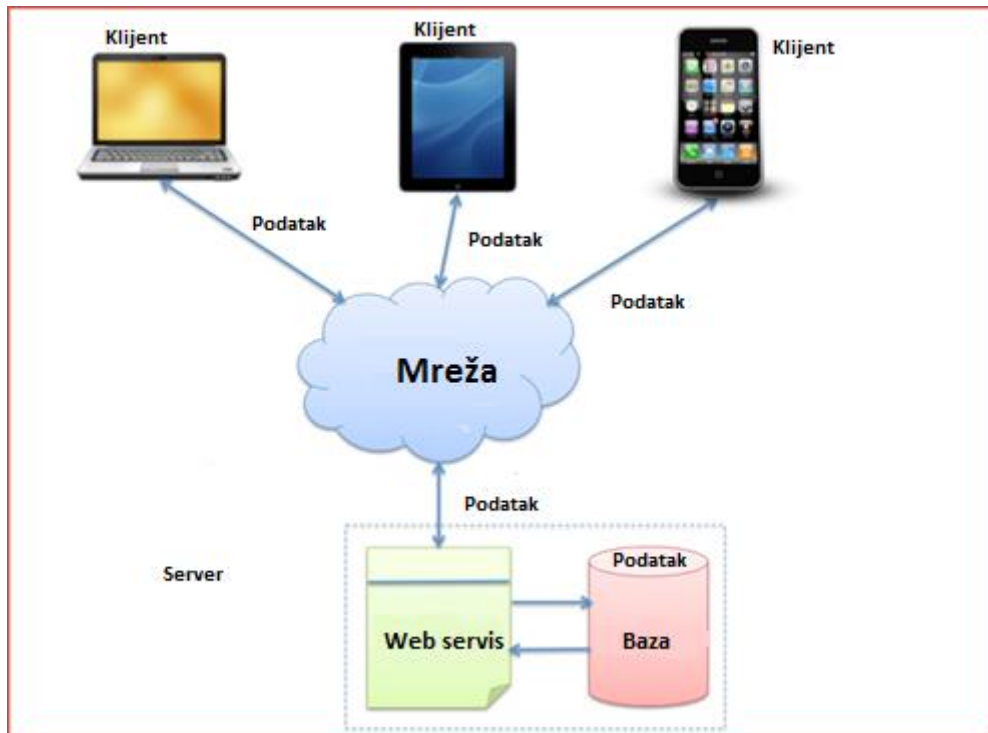 Klijent
Klijent
Klijent
Podatak
Podatak
Podatak
Mreža
Podatak
Server
Podatak
Web servis
Baza